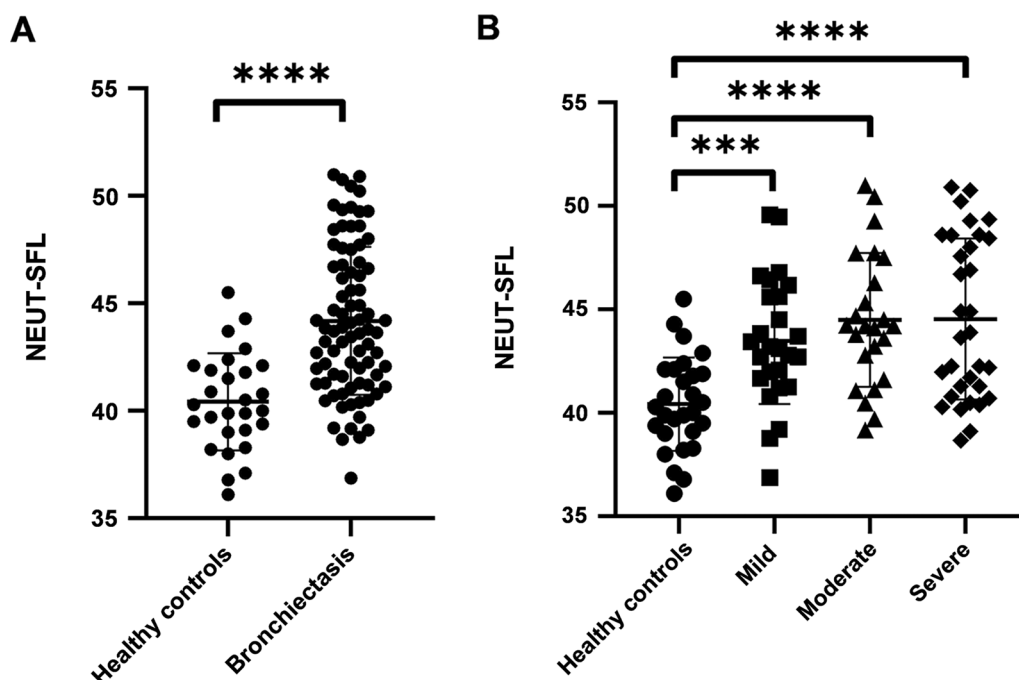 A
NEUT-SFL
55
50
45
40
35
****
Healthy controls
Bronchiectasis
B
NEUT-SFL
55
50
45
40
35
****
****
***
Healthy controls
Mild
Moderate
Severe